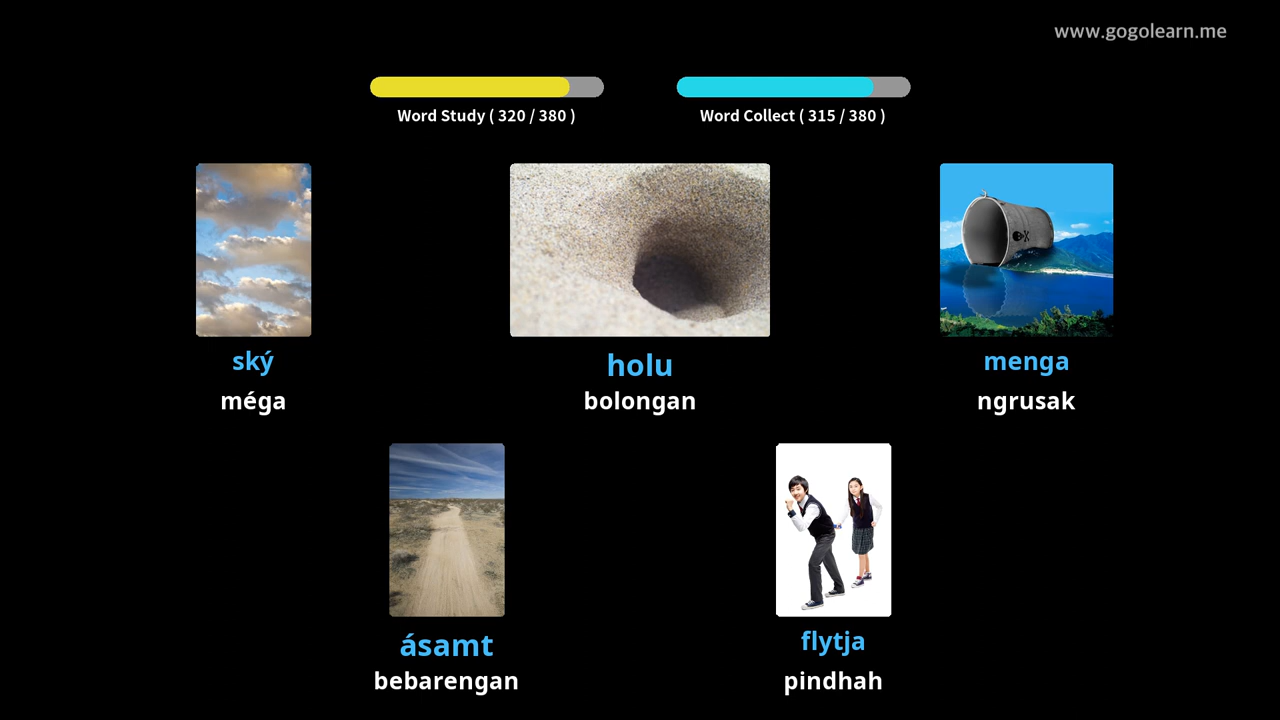 www.gogolearn.me
Word Study ( 320 / 380 )
Word Collect ( 315 / 380 )
ský
méga
holu
bolongan
menga
ngrusak
ásamt
bebarengan
flytja
pindhah